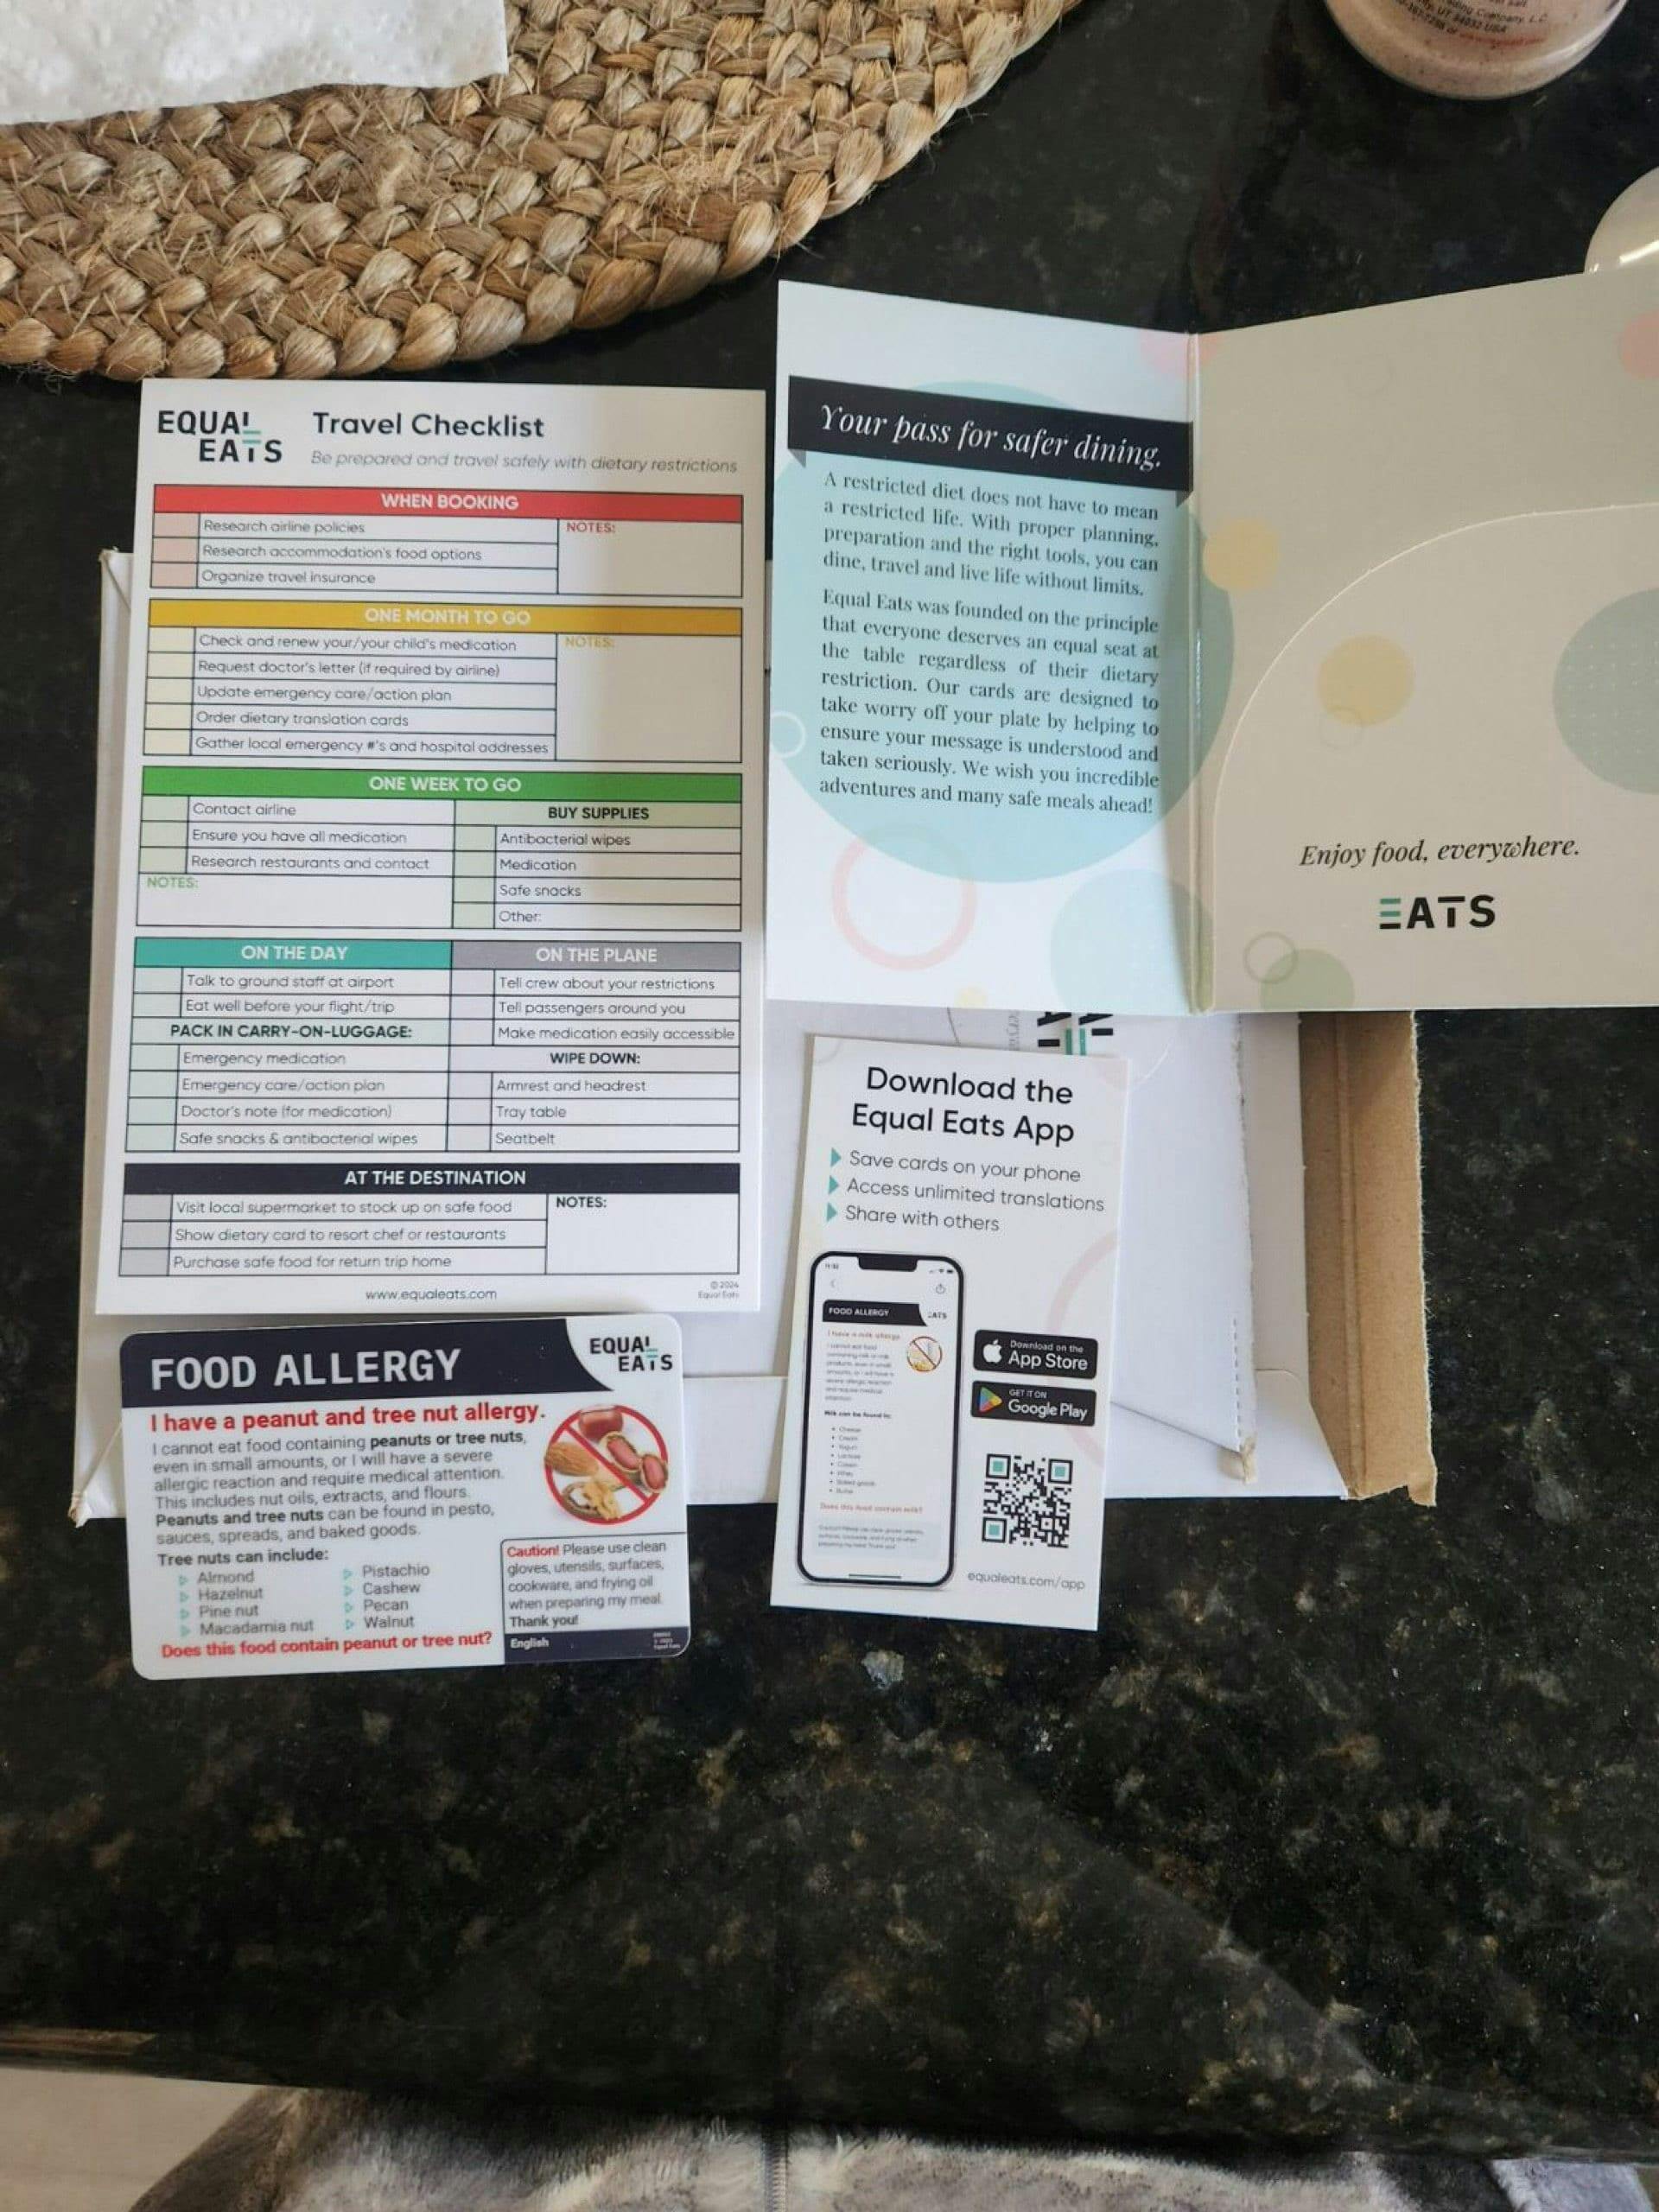 EQUAL
EATS
Travel Checklist
Be prepared and travel safely with dietary restrictions
WHEN BOOKING
Research airline policies
NOTES:
Research accommodation's food options
Organize travel insurance
ONE MONTH TO GO
Check and renew your/your child's medication
NOTES:
Request doctor's letter (if required by airline)
Update emergency care/action plan
Order dietary translation cards
Gather local emergency #'s and hospital addresses
ONE WEEK TO GO
Contact airline
Ensure you have all medication
Research restaurants and contact
NOTES:
BUY SUPPLIES
Antibacterial wipes
Medication
Safe snacks
Other:
ON THE DAY
Talk to ground staff at airport
Eat well before your flight/trip
PACK IN CARRY-ON-LUGGAGE:
Emergency medication
Emergency care/action plan
Doctor's note (for medication)
Safe snacks & antibacterial wipes
ON THE PLANE
Tell crew about your restrictions
Tell passengers around you
Make medication easily accessible
WIPE DOWN:
Armrest and headrest
Tray table
Seatbelt
AT THE DESTINATION
Visit local supermarket to stock up on safe food
NOTES:
Show dietary card to resort chef or restaurants
Purchase safe food for return trip home
www.equaleats.com
© 2024
Equal Eats
Your pass for safer dining.
A restricted diet does not have to mean
a restricted life. With proper planning,
preparation and the right tools, you can
dine, travel and live life without limits.
Equal Eats was founded on the principle
that everyone deserves an equal seat at
the table regardless of their dietary
restriction. Our cards are designed to
take worry off your plate by helping to
ensure your message is understood and
taken seriously. We wish you incredible
adventures and many safe meals ahead!
Enjoy food, everywhere.
EATS
FOOD ALLERGY
EQUAL
EATS
I have a peanut and tree nut allergy.
I cannot eat food containing peanuts or tree nuts,
even in small amounts, or I will have a severe
allergic reaction and require medical attention.
This includes nut oils, extracts, and flours.
Peanuts and tree nuts can be found in pesto,
sauces, spreads, and baked goods.
Tree nuts can include:
Almond
Hazelnut
Pine nut
Macadamia nut
Pistachio
Cashew
Pecan
Walnut
Does this food contain peanut or tree nut?
Caution! Please use clean
gloves, utensils, surfaces,
cookware, and frying oil
when preparing my meal.
Thank you!
English
Download the
Equal Eats App
Save cards on your phone
Access unlimited translations
Share with others
FOOD ALLERGY
EATS
I have a milk allergy
Milk can be found in:
Cheese
Cream
Yogurt
Does this food contain milk?
Download on the
App Store
GET IT ON
Google Play
equaleats.com/app